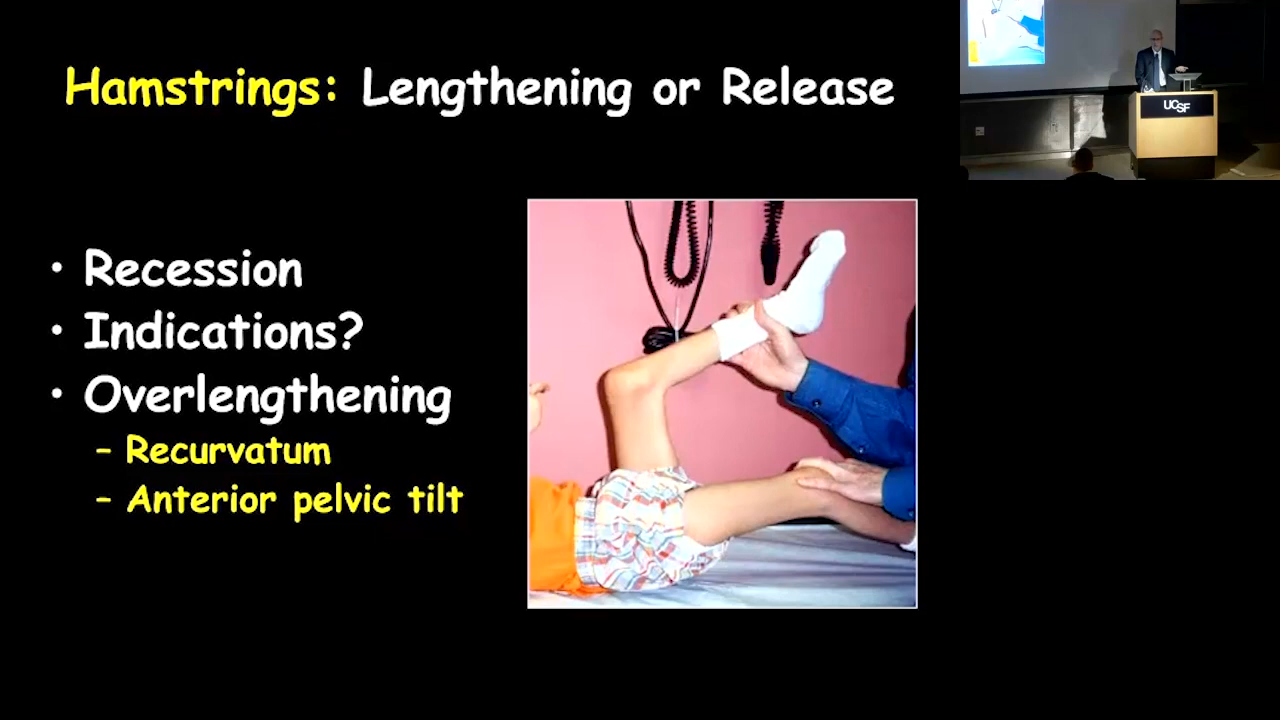 Hamstrings: Lengthening or Release
UCSF
• Recession
• Indications?
• Overlengthening
– Recurvatum
– Anterior pelvic tilt